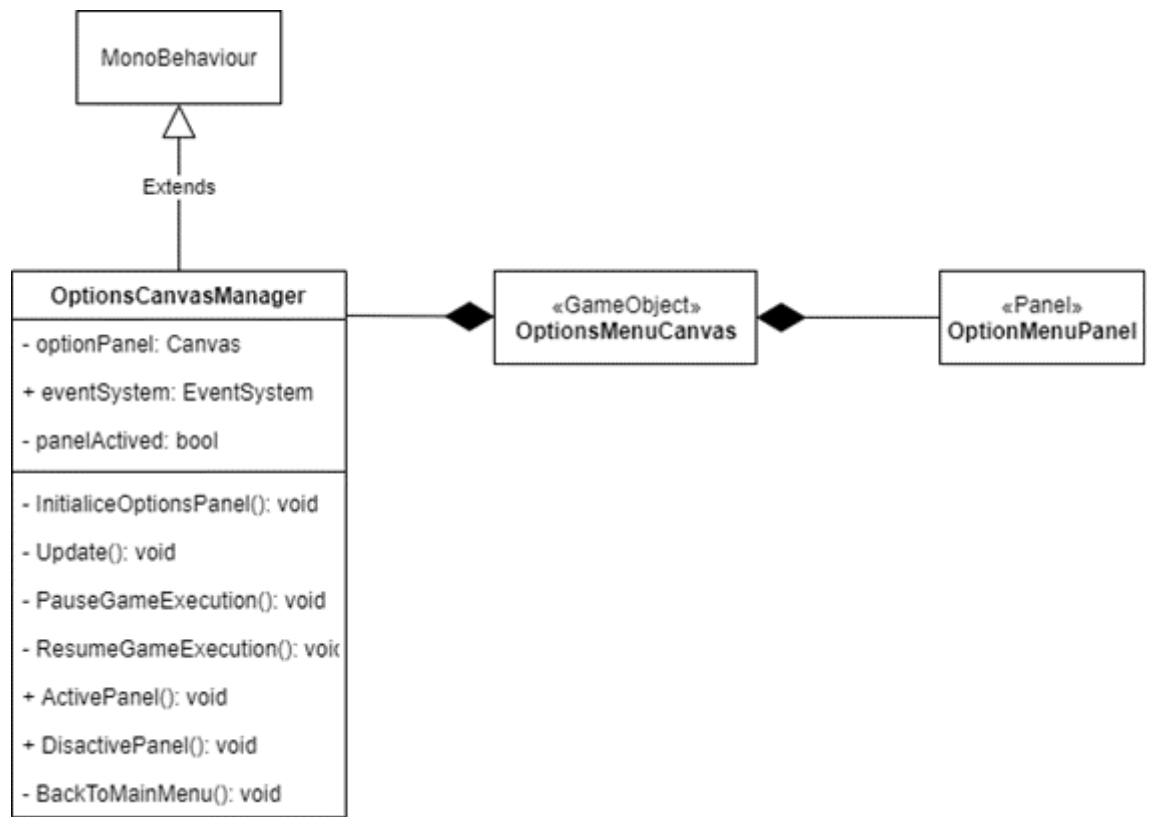 MonoBehaviour
Extends
OptionsCanvasManager
- optionPanel: Canvas
+ eventSystem: EventSystem
- panelActived: bool
- InitialiceOptionsPanel(): void
- Update(): void
- PauseGameExecution(): void
- ResumeGameExecution(): void
+ ActivePanel(): void
+ DisactivePanel(): void
- BackToMainMenu(): void
«GameObject»
OptionsMenuCanvas
«Panel»
OptionMenuPanel